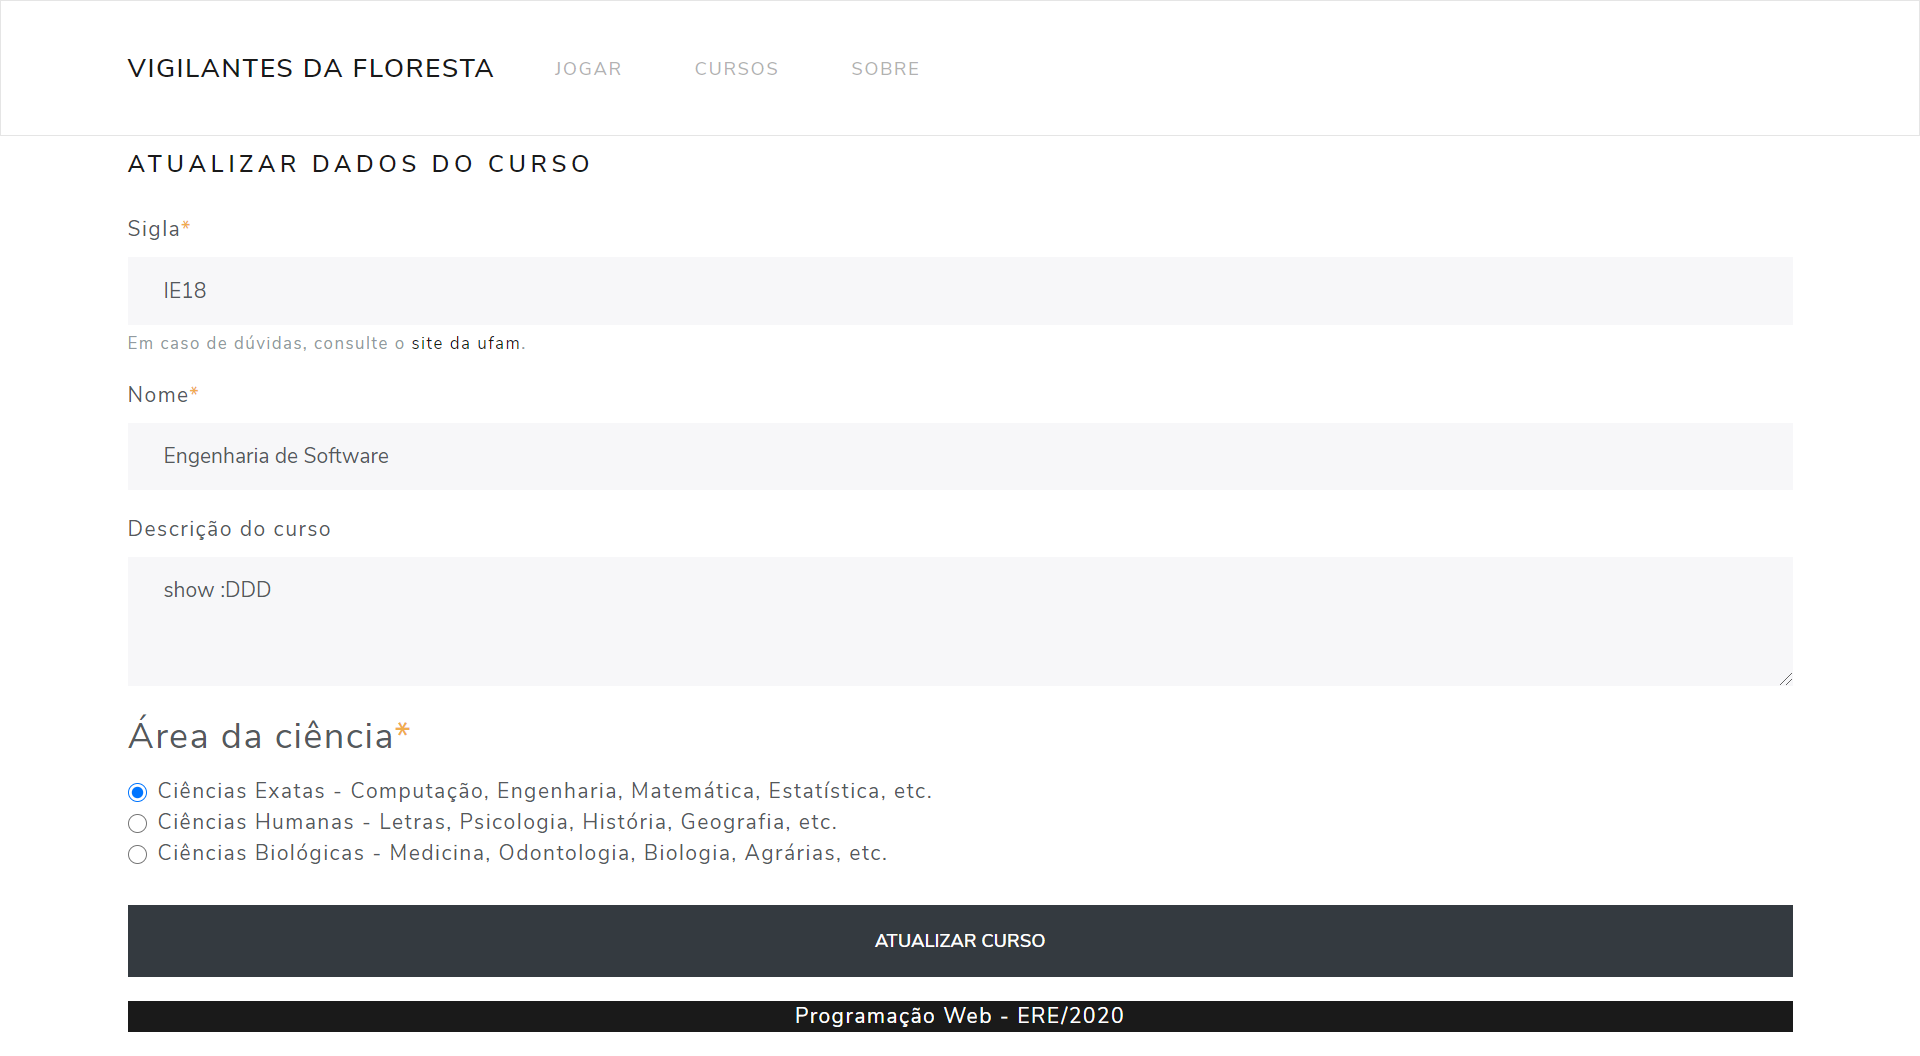 VIGILANTES DA FLORESTA JOGAR CURSOS SOBRE
ATUALIZAR DADOS DO CURSO
Sigla*
IE18
Em caso de dúvidas, consulte o site da ufam.
Nome*
Engenharia de Software
Descrição do curso
show :DDD
Área da ciência*
Ciências Exatas - Computação, Engenharia, Matemática, Estatística, etc.
Ciências Humanas - Letras, Psicologia, História, Geografia, etc.
Ciências Biológicas - Medicina, Odontologia, Biologia, Agrárias, etc.
ATUALIZAR CURSO
Programação Web - ERE/2020